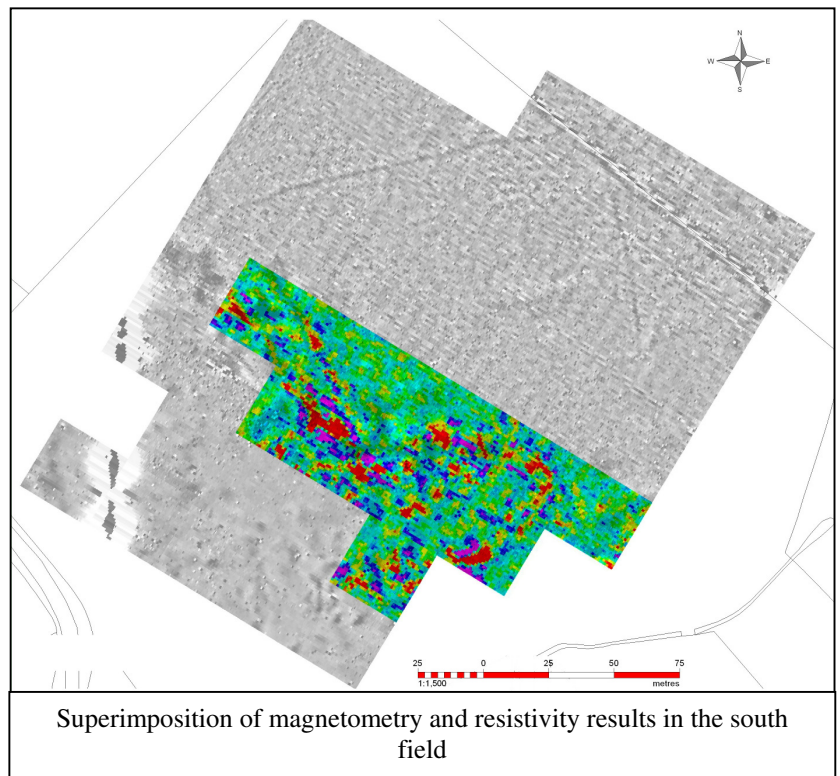 N
W E
S
25 0 25 50 75
1:1,500 metres
Superimposition of magnetometry and resistivity results in the south
field